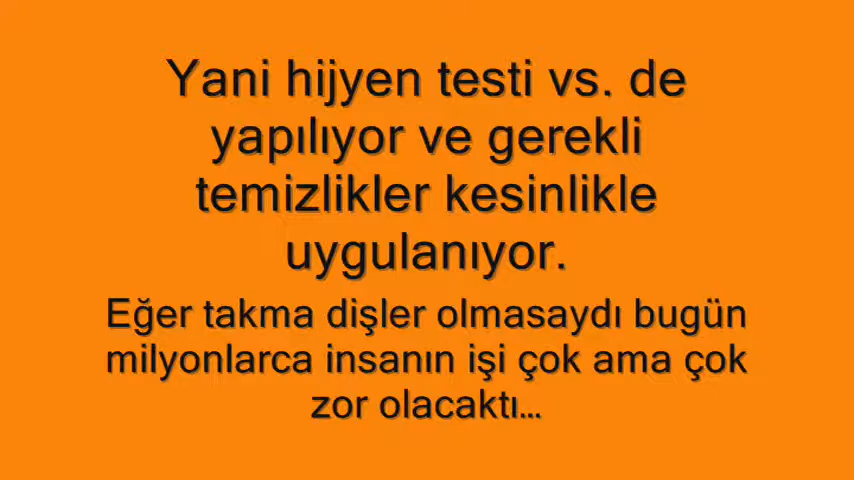 Yani hijyen testi vs. de
yapılıyor ve gerekli
temizlikler kesinlikle
uygulanıyor.
Eğer takma dişler olmasaydı bugün
milyonlarca insanın işi çok ama çok
zor olacaktı...